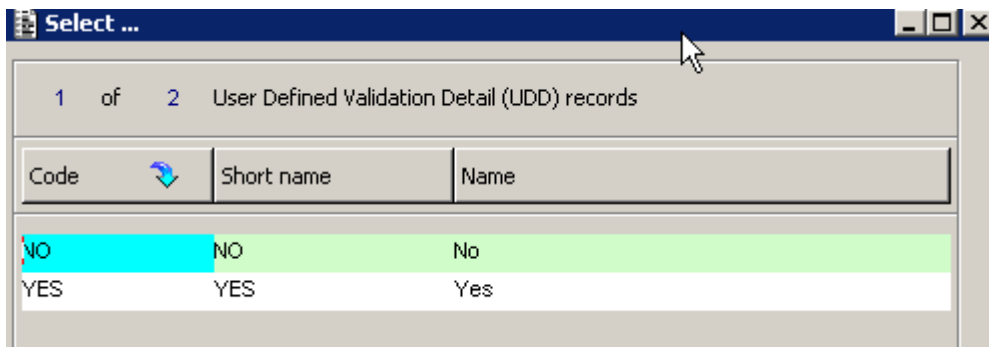 Select ...
1 of 2 User Defined Validation Detail (UDD) records
Code Short name Name
NO NO No
YES YES Yes